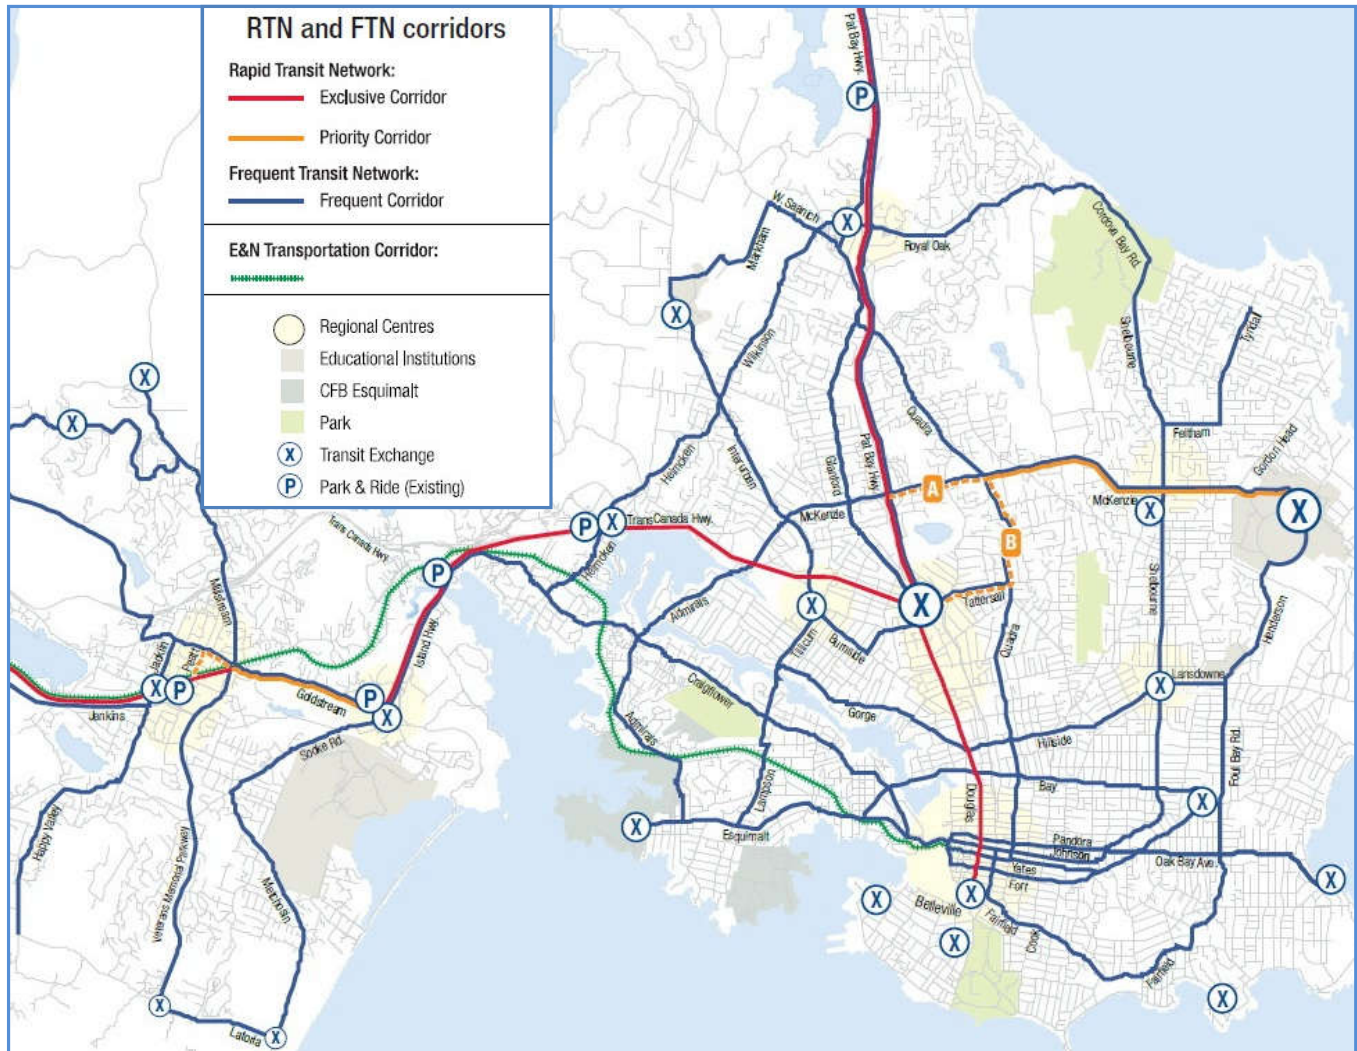 RTN and FTN corridors
Rapid Transit Network:
Exclusive Corridor
Priority Corridor
Frequent Transit Network:
Frequent Corridor
E&N Transportation Corridor:
Regional Centres
Educational Institutions
CFB Esquimalt
Park
X Transit Exchange
P Park & Ride (Existing)
Pat Bay Hwy.
P
W. Saanich
X
Royal Oak
Cordova Bay Rd.
Markham
X
Wilkinson
Shelbourne
Tyndall
X
X
Quadra
Feltham
Gordon Head
Interurban
Glanford
Pat Bay Hwy
Helmcken
A
McKenzie
McKenzie
X
X
Trans Canada Hwy.
P
X
TransCanada Hwy.
B
P
Helmcken
Millstream
Island Hwy.
Admirals
X
X
Tattersall
Shelbourne
Henderson
Tillicum
Burnside
Quadra
Jacklin
Peatt
X
P
Goldstream
P
X
Jenkins
Sooke Rd.
Craigflower
Gorge
Lansdowne
X
Admirals
Hillside
Foul Bay Rd.
Lampson
Douglas
Bay
X
Happy Valley
X
Esquimalt
Pandora
Johnson
Oak Bay Ave.
Yates
Fort
X
Veterans Memorial Parkway
Metchosin
X
Belleville
X
Fairfield
Cook
X
Fairfield
X
X
Latoria
X